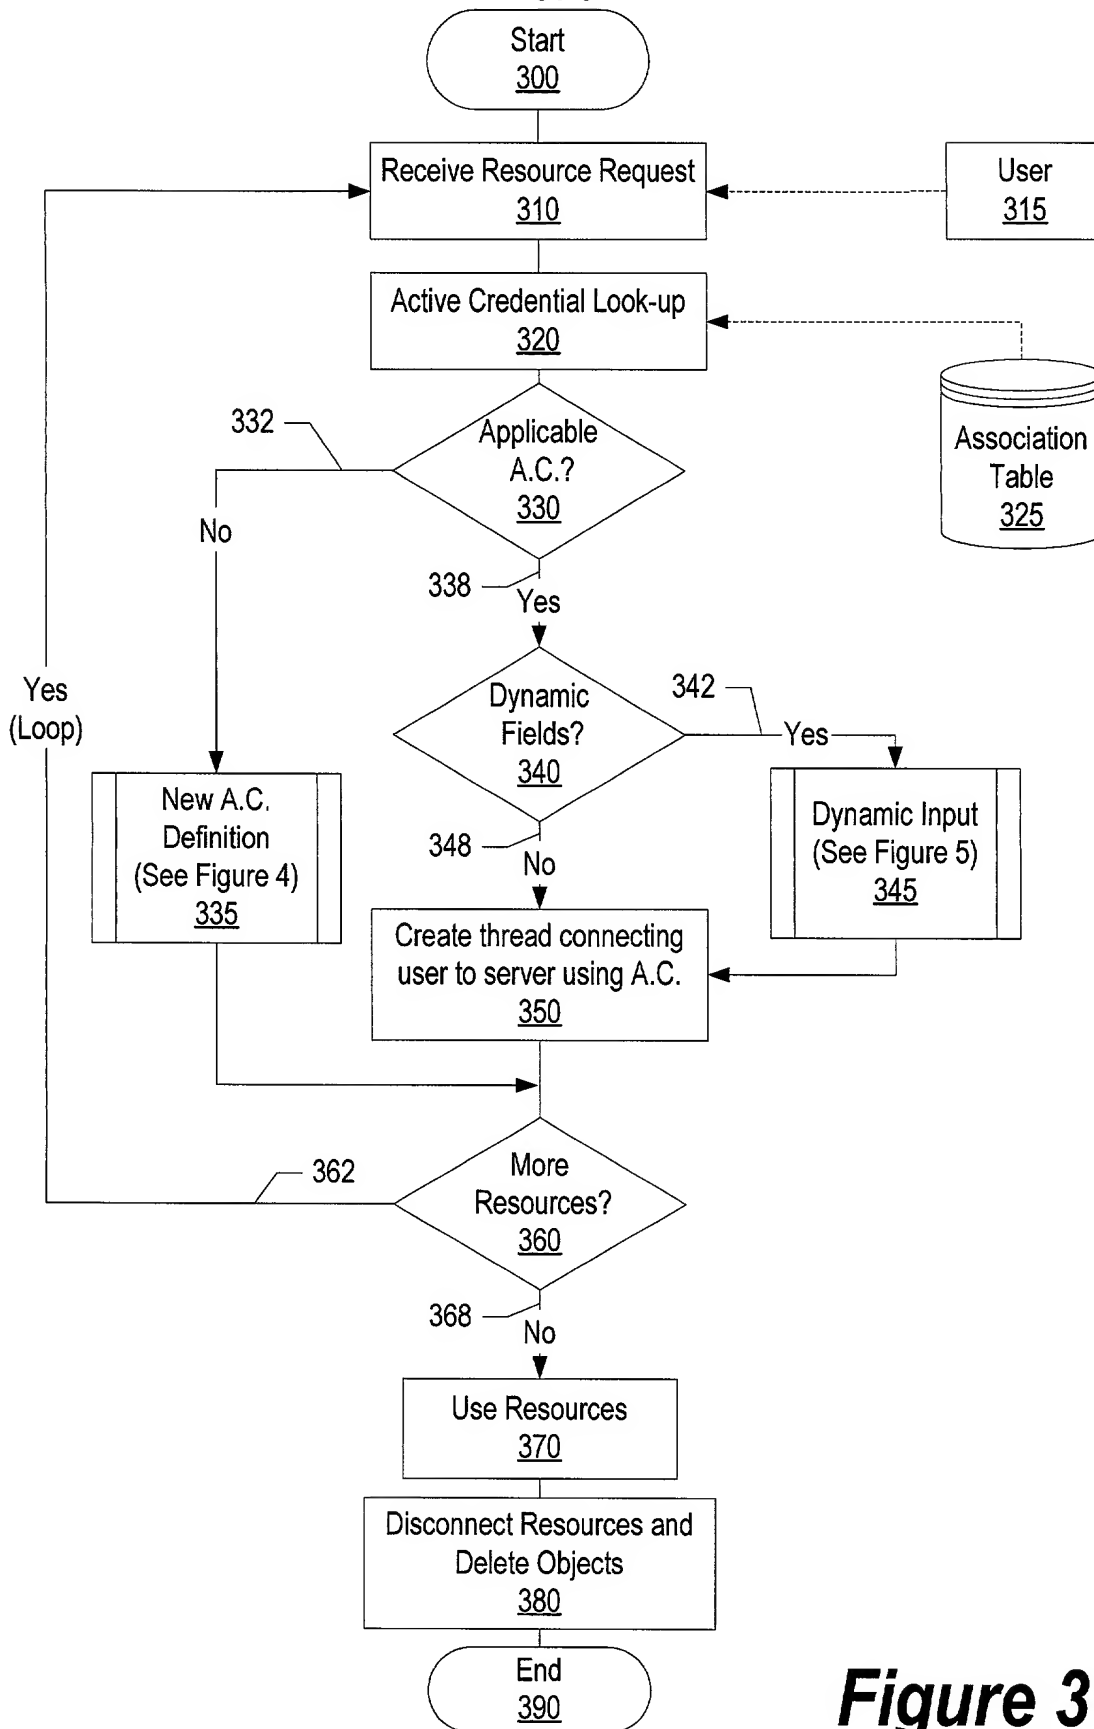 Start
300
Receive Resource Request
310
User
315
Active Credential Look-up
320
332
Applicable
A.C.?
330
Association
Table
325
No
338
Yes
Yes
(Loop)
Dynamic
Fields?
340
342
Yes
New A.C.
Definition
(See Figure 4)
335
348
No
Dynamic Input
(See Figure 5)
345
Create thread connecting
user to server using A.C.
350
362
More
Resources?
360
368
No
Use Resources
370
Disconnect Resources and
Delete Objects
380
End
390
Figure 3